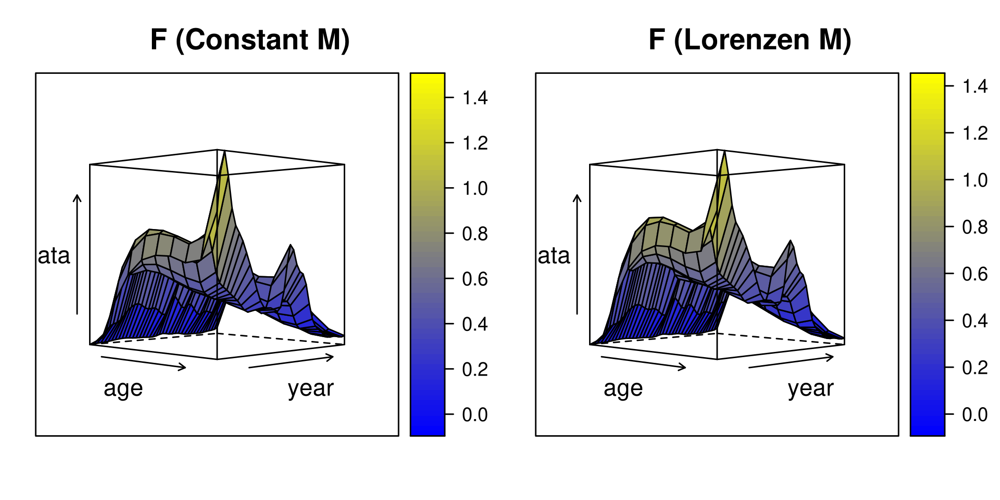 F (Constant M)
ata
age
year
1.4
1.2
1.0
0.8
0.6
0.4
0.2
0.0
F (Lorenzen M)
ata
age
year
1.4
1.2
1.0
0.8
0.6
0.4
0.2
0.0